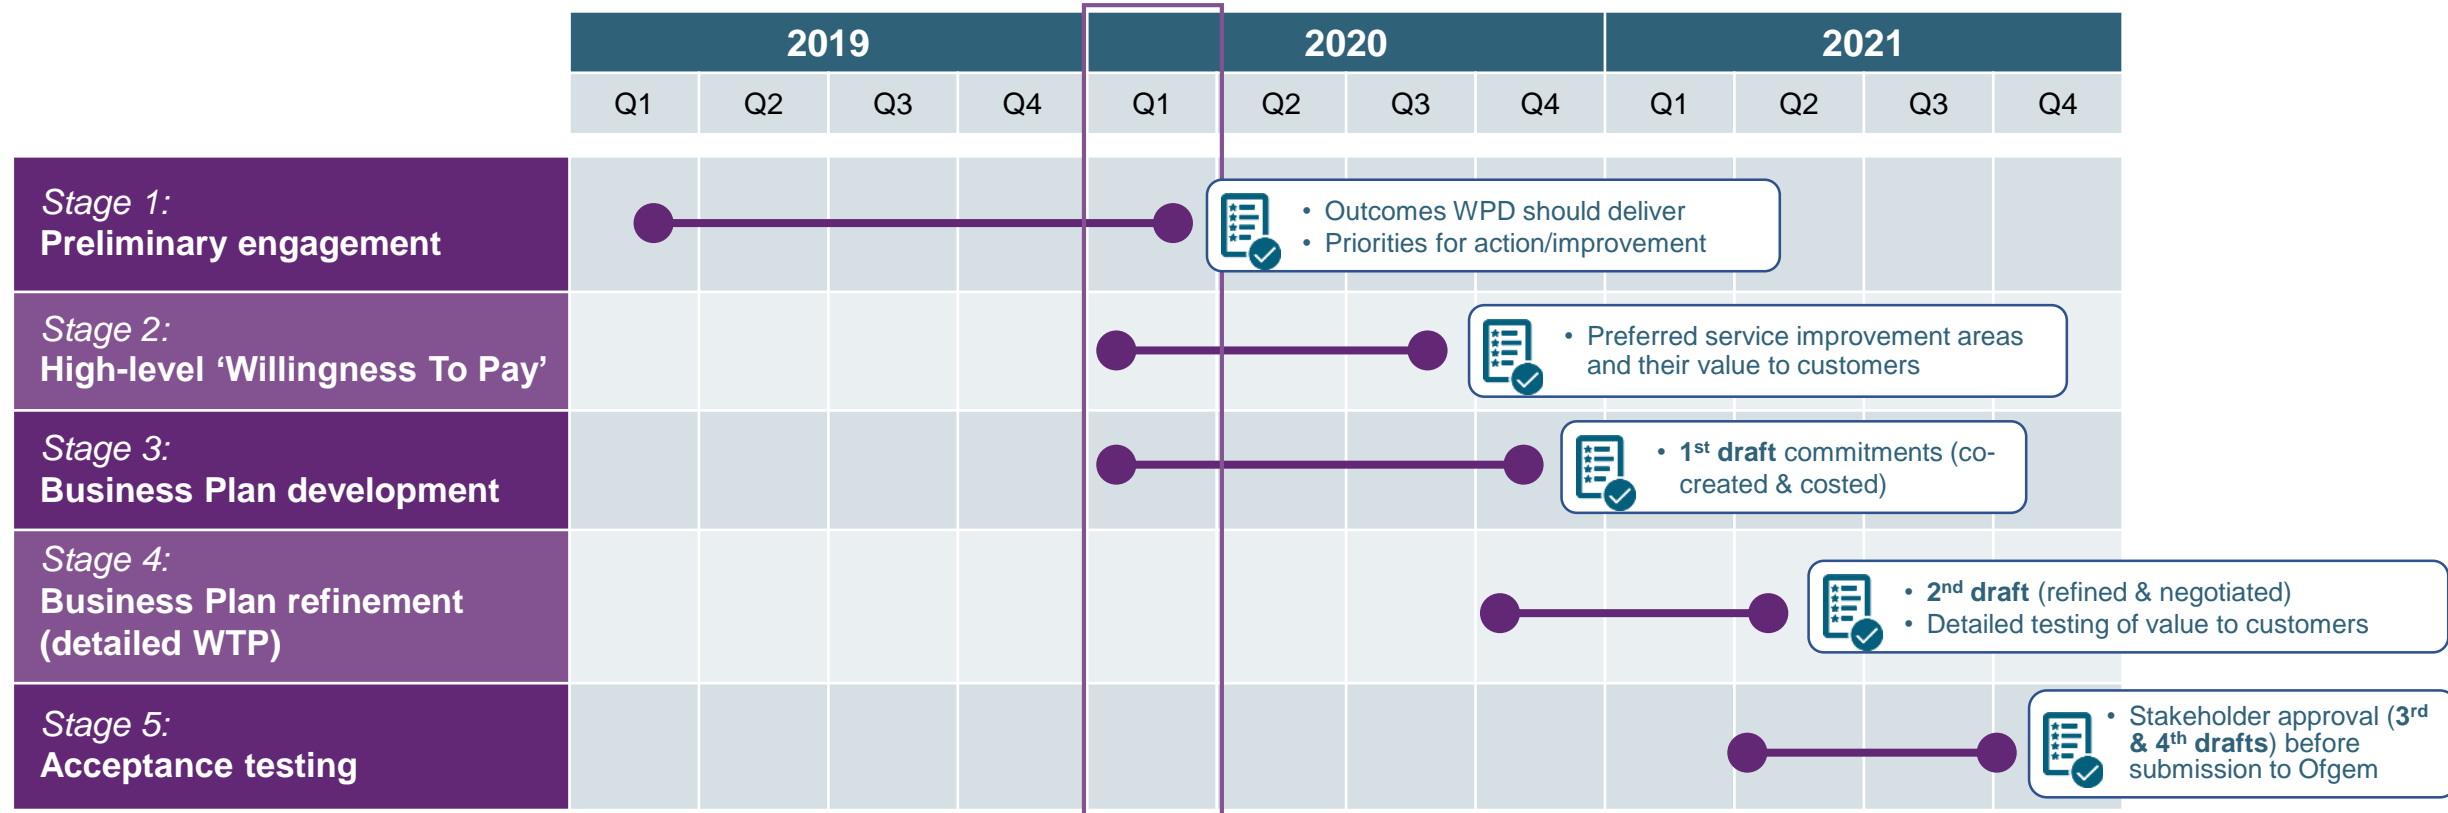 2019 2020 2021
Q1 Q2 Q3 Q4 Q1 Q2 Q3 Q4 Q1 Q2 Q3 Q4
Stage 1:
Preliminary engagement
• Outcomes WPD should deliver
• Priorities for action/improvement
Stage 2:
High-level ‘Willingness To Pay’
• Preferred service improvement areas
and their value to customers
Stage 3:
Business Plan development
• 1st draft commitments (co-
created & costed)
Stage 4:
Business Plan refinement
(detailed WTP)
• 2nd draft (refined & negotiated)
• Detailed testing of value to customers
Stage 5:
Acceptance testing
• Stakeholder approval (3rd
& 4th drafts) before
submission to Ofgem